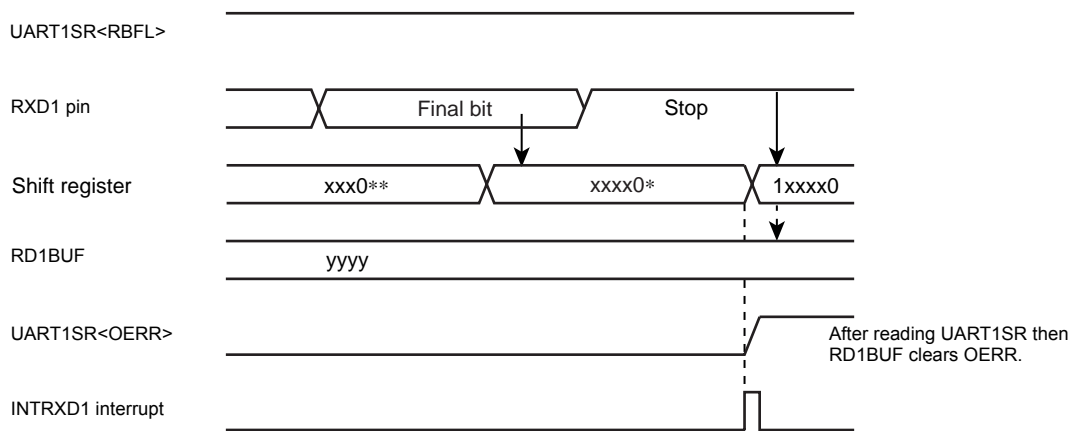 UART1SR<RBFL>
RXD1 pin
Final bit
Stop
Shift register
xxx0**
xxxx0*
1xxxx0
RD1BUF
yyyy
UART1SR<OERR>
After reading UART1SR then
RD1BUF clears OERR.
INTRXD1 interrupt